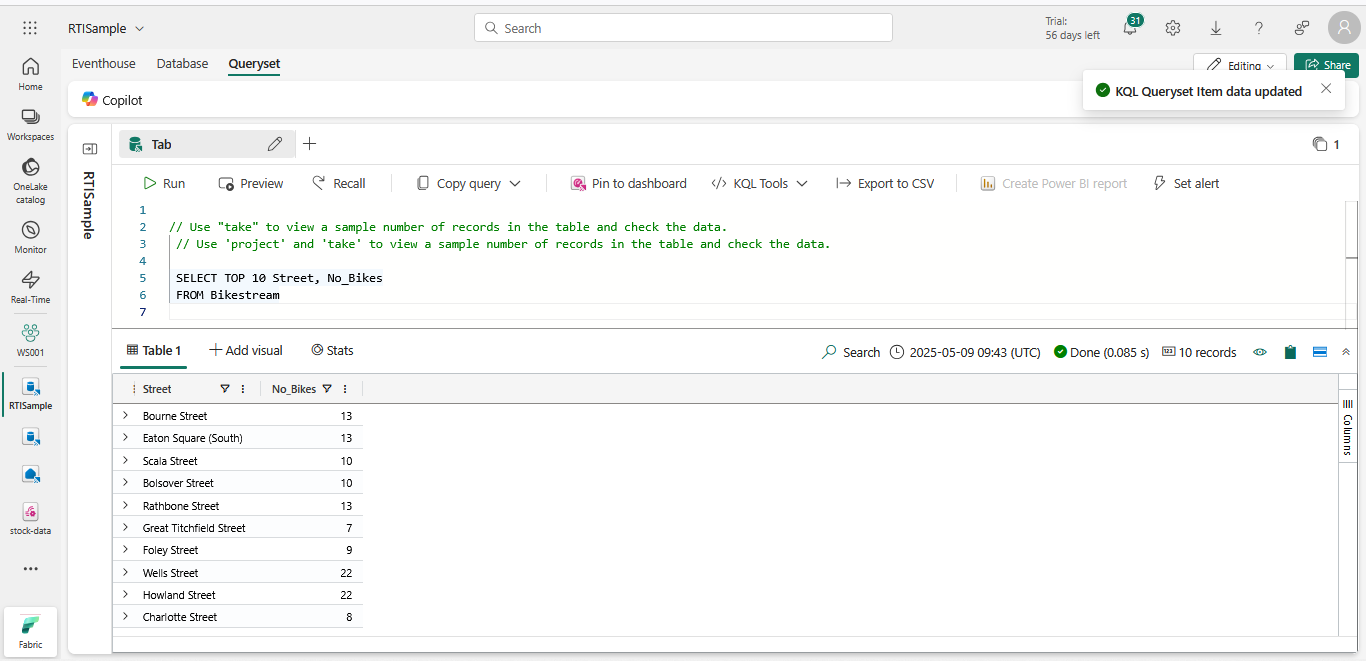 RTISample
Search
Trial:
56 days left
31
Home
Workspaces
OneLake
catalog
Monitor
Real-Time
WS001
RTISample
stock-data
Fabric
Eventhouse Database Queryset
Editing
Share
KQL Queryset Item data updated
Copilot
RTISample
Tab
1
Run Preview Recall Copy query Pin to dashboard KQL Tools Export to CSV Create Power BI report Set alert
1
2 // Use "take" to view a sample number of records in the table and check the data.
3 // Use 'project' and 'take' to view a sample number of records in the table and check the data.
4
5 SELECT TOP 10 Street, No_Bikes
6 FROM Bikestream
7
Table 1 Add visual Stats Search 2025-05-09 09:43 (UTC) Done (0.085 s) 123 10 records
Street No_Bikes
Bourne Street 13
Eaton Square (South) 13
Scala Street 10
Bolsover Street 10
Rathbone Street 13
Great Titchfield Street 7
Foley Street 9
Wells Street 22
Howland Street 22
Charlotte Street 8
Columns